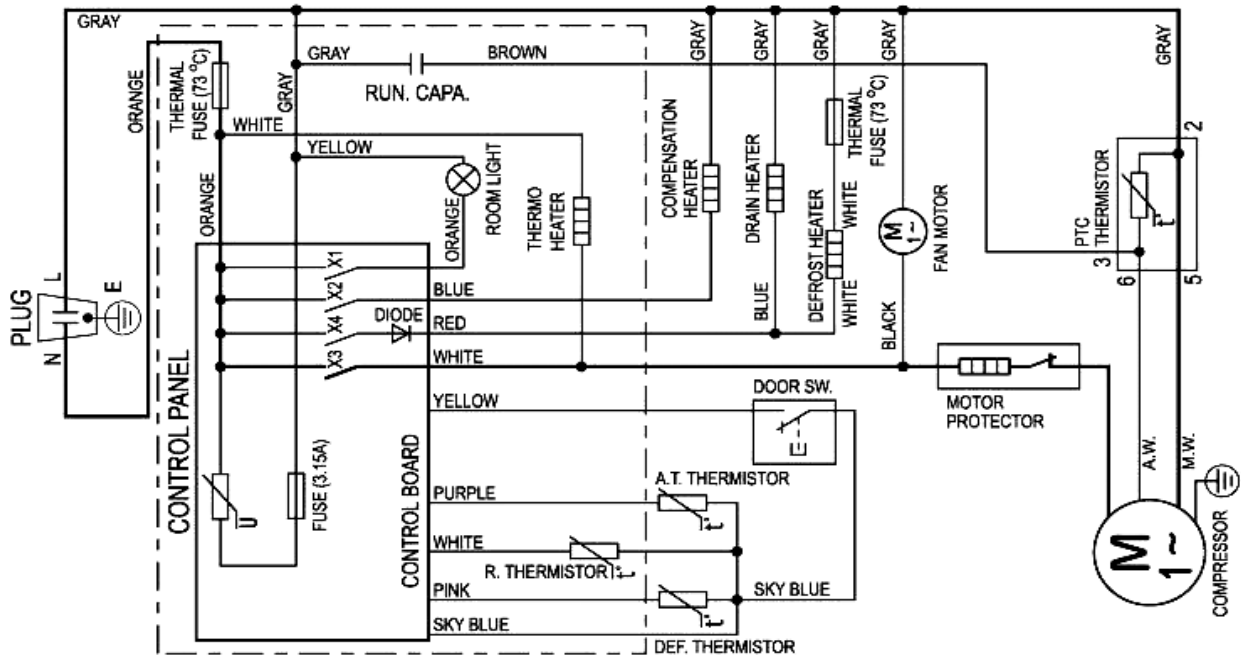 GRAY
ORANGE
THERMAL
FUSE (73 °C)
GRAY
GRAY
BROWN
RUN. CAPA.
WHITE
YELLOW
ROOM LIGHT
ORANGE
ORANGE
THERMO
HEATER
GRAY
COMPENSATION
HEATER
GRAY
DRAIN HEATER
BLUE
GRAY
THERMAL
FUSE (73 °C)
WHITE
DEFROST HEATER
WHITE
GRAY
M
1~
FAN MOTOR
BLACK
GRAY
2
PTC
THERMISTOR
t
3
6
5
PLUG
L
E
N
X1
X2
BLUE
X4
DIODE
RED
X3
WHITE
CONTROL PANEL
CONTROL BOARD
U
FUSE (3.15A)
YELLOW
DOOR SW.
MOTOR
PROTECTOR
PURPLE
A.T. THERMISTOR
t
WHITE
R. THERMISTOR
t
PINK
SKY BLUE
t
SKY BLUE
DEF. THERMISTOR
A.W.
M.W.
M
1~
COMPRESSOR